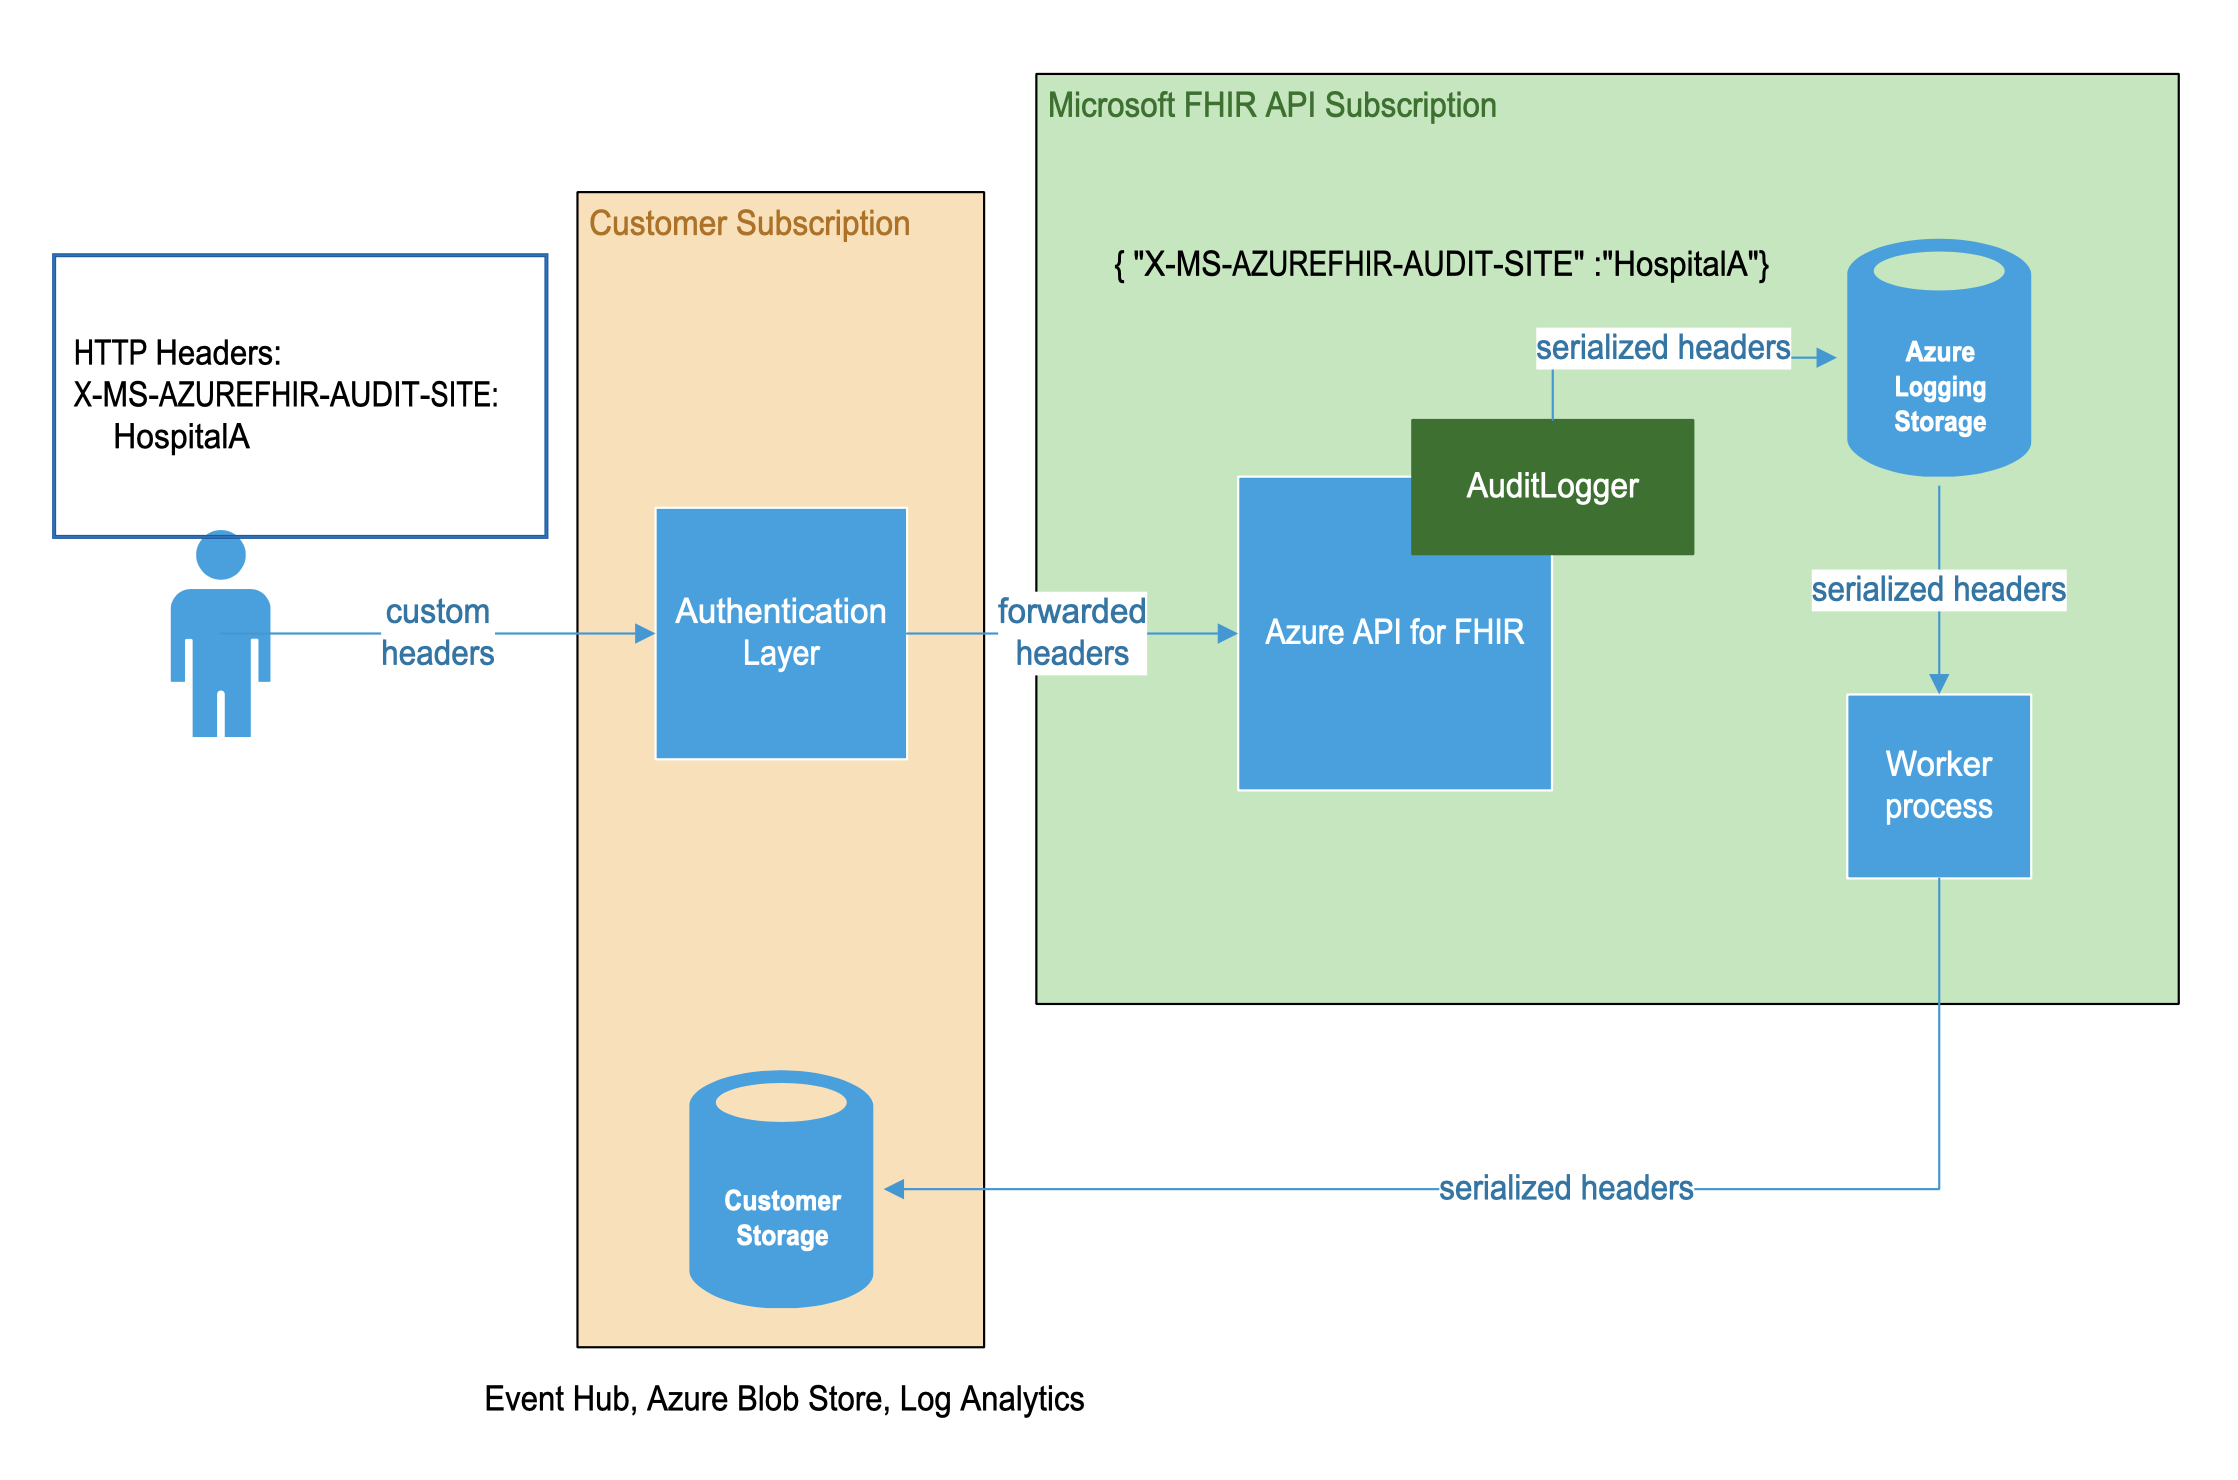 Microsoft FHIR API Subscription
Customer Subscription
{ "X-MS-AZUREFHIR-AUDIT-SITE" :"HospitalA"}
HTTP Headers:
X-MS-AZUREFHIR-AUDIT-SITE:
HospitalA
serialized headers
Azure
Logging
Storage
AuditLogger
custom
headers
Authentication
Layer
forwarded
headers
Azure API for FHIR
serialized headers
Worker
process
serialized headers
Customer
Storage
Event Hub, Azure Blob Store, Log Analytics